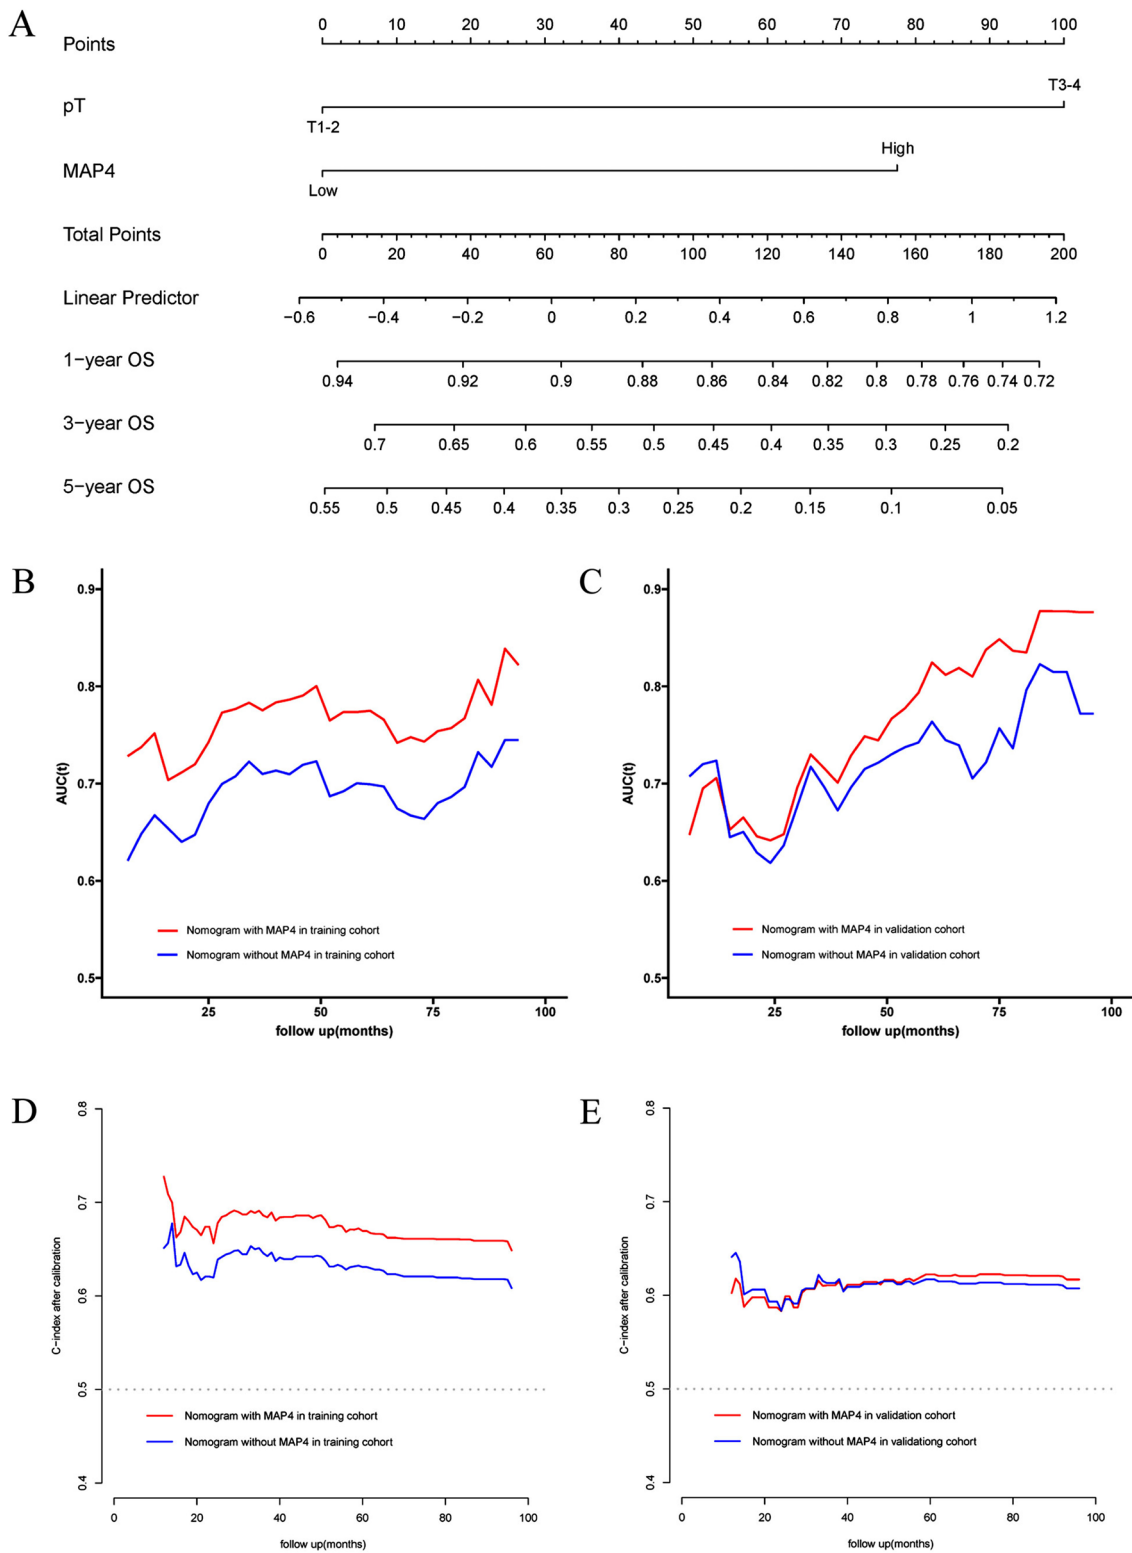 A
Points
0 10 20 30 40 50 60 70 80 90 100
pT
T3-4
T1-2
MAP4
High
Low
Total Points
0 20 40 60 80 100 120 140 160 180 200
Linear Predictor
−0.6 −0.4 −0.2 0 0.2 0.4 0.6 0.8 1 1.2
1−year OS
0.94 0.92 0.9 0.88 0.86 0.84 0.82 0.8 0.78 0.76 0.74 0.72
3−year OS
0.7 0.65 0.6 0.55 0.5 0.45 0.4 0.35 0.3 0.25 0.2
5−year OS
0.55 0.5 0.45 0.4 0.35 0.3 0.25 0.2 0.15 0.1 0.05
B
AUC(t)
0.9
0.8
0.7
0.6
0.5
Nomogram with MAP4 in training cohort
Nomogram without MAP4 in training cohort
25 50 75 100
follow up(months)
C
AUC(t)
0.9
0.8
0.7
0.6
0.5
Nomogram with MAP4 in validation cohort
Nomogram without MAP4 in validation cohort
25 50 75 100
follow up(months)
D
C−index after calibration
0.8
0.7
0.6
0.5
0.4
Nomogram with MAP4 in training cohort
Nomogram without MAP4 in training cohort
0 20 40 60 80 100
follow up(months)
E
C−index after calibration
0.8
0.7
0.6
0.5
0.4
Nomogram with MAP4 in validation cohort
Nomogram without MAP4 in validationg cohort
0 20 40 60 80 100
follow up(months)